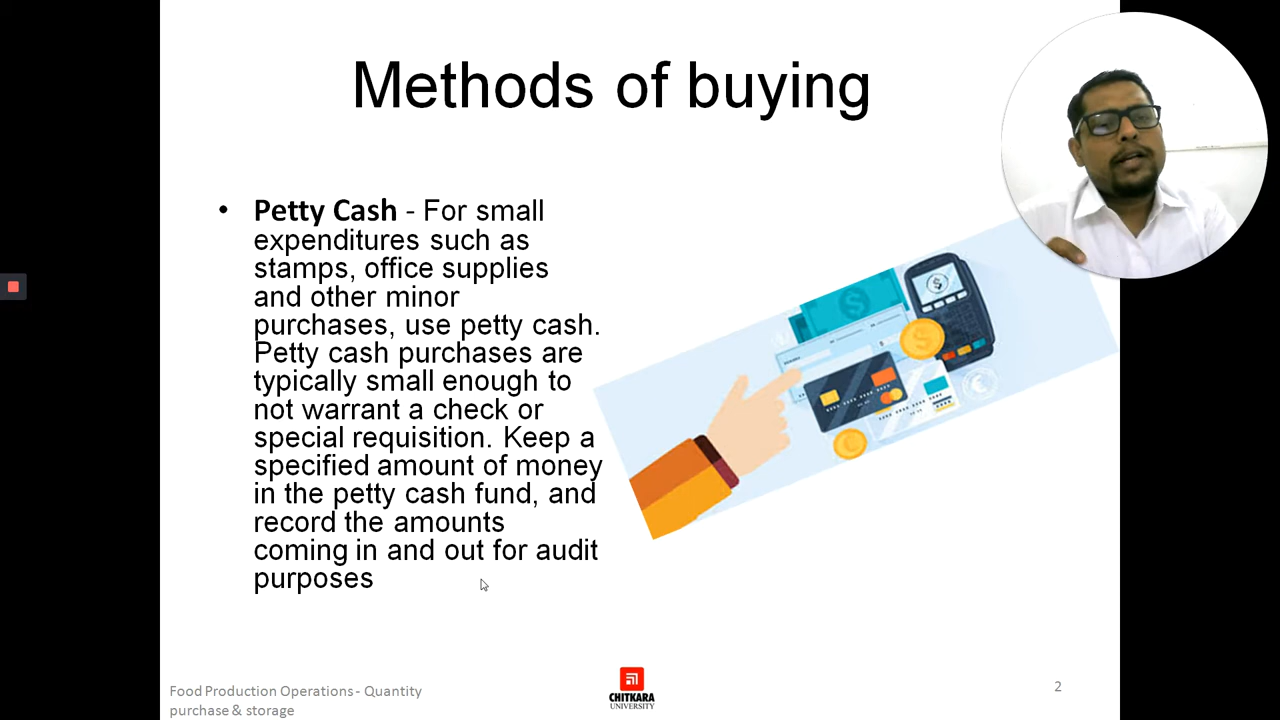 Methods of buying
• Petty Cash - For small
expenditures such as
stamps, office supplies
and other minor
purchases, use petty cash.
Petty cash purchases are
typically small enough to
not warrant a check or
special requisition. Keep a
specified amount of money
in the petty cash fund, and
record the amounts
coming in and out for audit
purposes
Food Production Operations - Quantity
purchase & storage
CHITKARA
UNIVERSITY
2